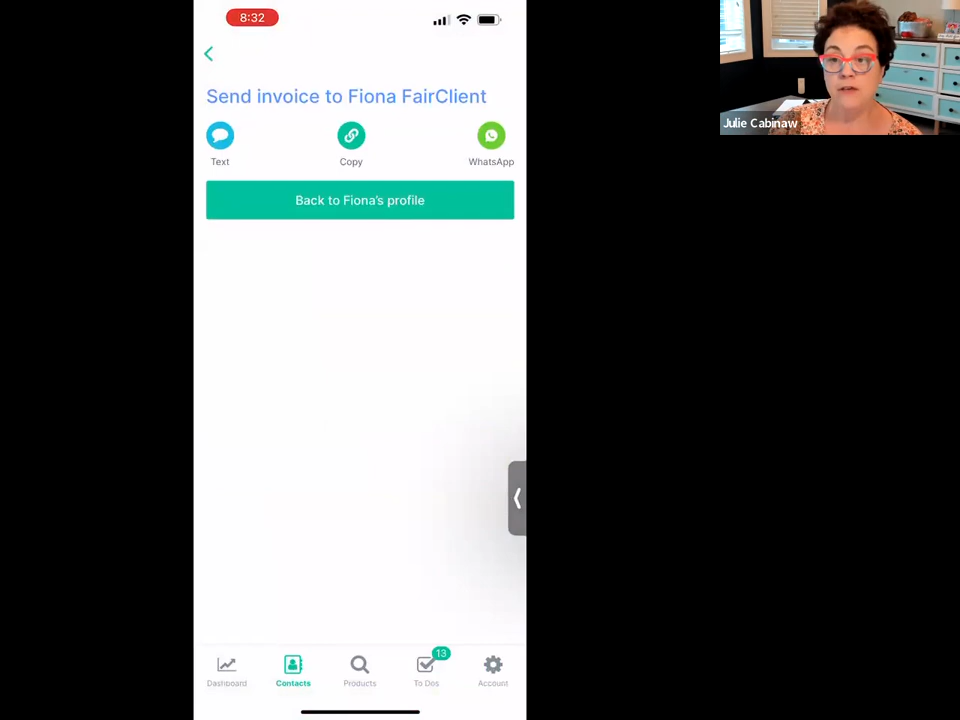 8:32
Send invoice to Fiona FairClient
Text
Copy
WhatsApp
Back to Fiona's profile
13
Dashboard
Contacts
Products
To Dos
Account
Julie Cabinaw